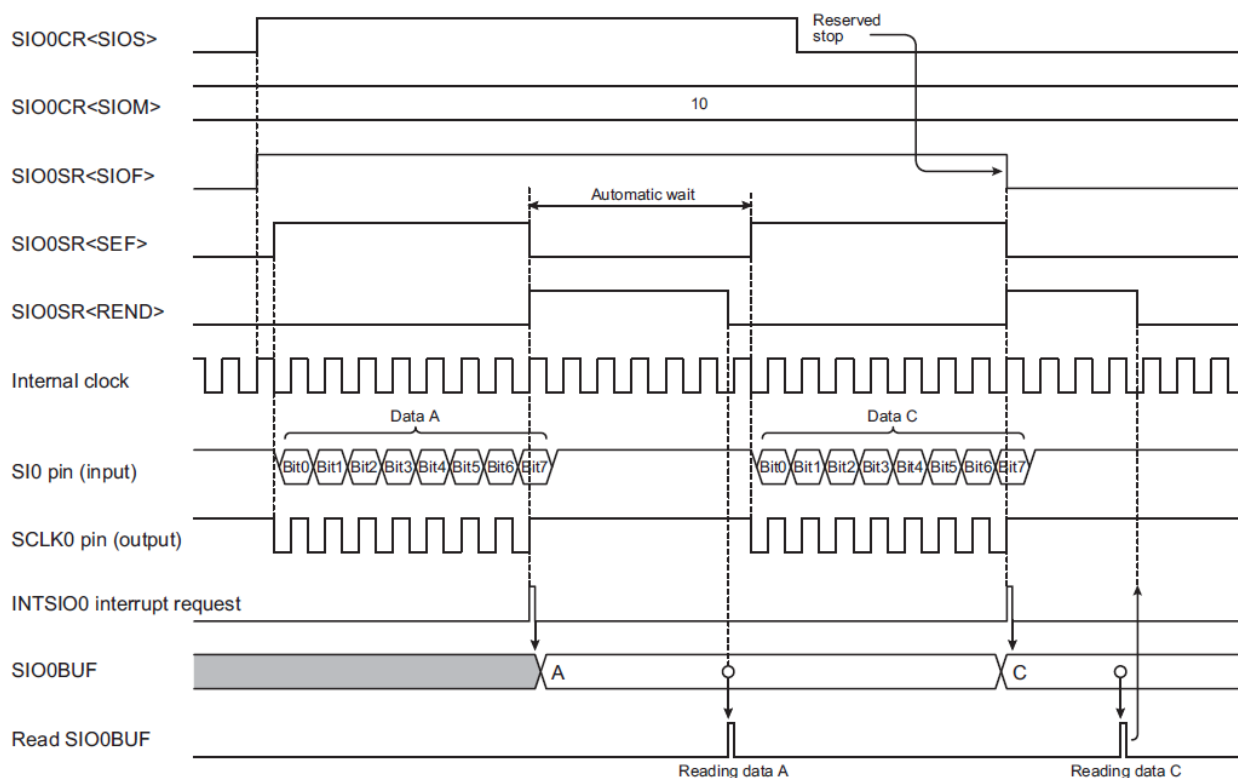 SIO0CR<SIOS>
Reserved
stop
SIO0CR<SIOM>
10
SIO0SR<SIOF>
Automatic wait
SIO0SR<SEF>
SIO0SR<REND>
Internal clock
Data A
Data C
SI0 pin (input)
Bit0 Bit1 Bit2 Bit3 Bit4 Bit5 Bit6 Bit7
Bit0 Bit1 Bit2 Bit3 Bit4 Bit5 Bit6 Bit7
SCLK0 pin (output)
INTSIO0 interrupt request
SIO0BUF
A
C
Read SIO0BUF
Reading data A
Reading data C